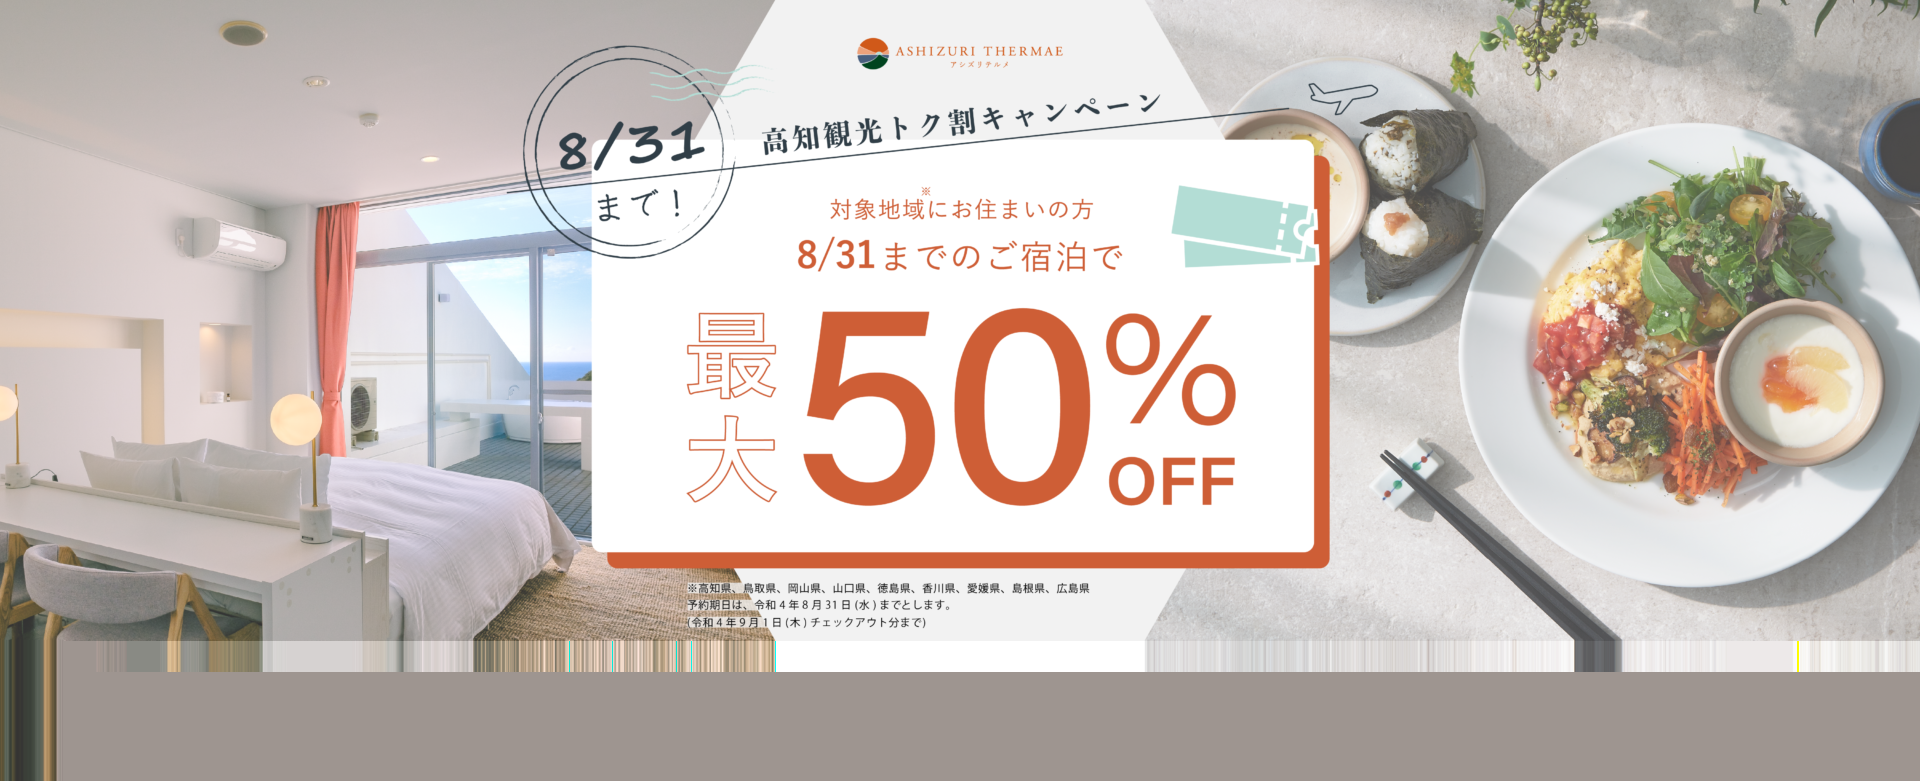 ASHIZURI THERMAE
アシズリテルメ
8/31
まで！
高知観光トク割キャンペーン
※
対象地域にお住まいの方
8/31までのご宿泊で
最大
50%
OFF
※高知県、鳥取県、岡山県、山口県、徳島県、香川県、愛媛県、島根県、広島県
予約期日は、令和4年8月31日(水)までとします。
(令和4年9月1日(木)チェックアウト分まで)